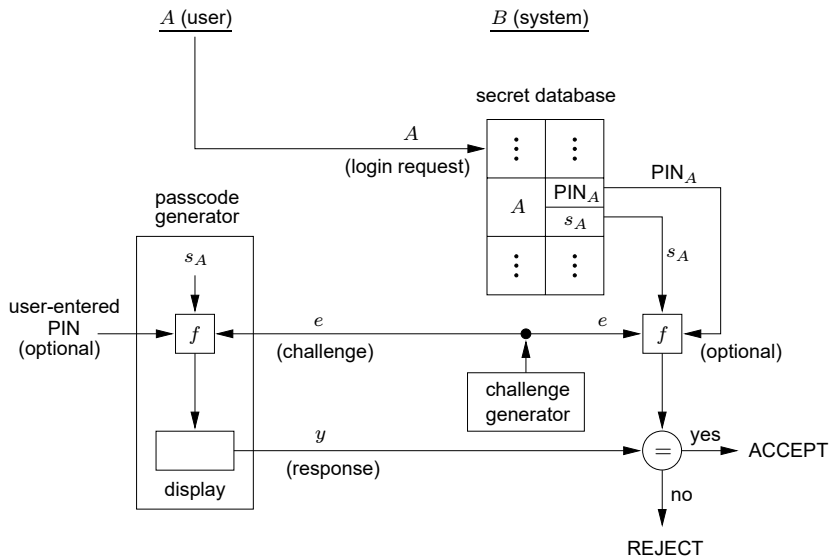 A (user)
B (system)
secret database
A
(login request)
⋮ ⋮
PIN_A
A
PIN_A
s_A
passcode
generator
s_A
s_A
⋮ ⋮
user-entered
PIN
(optional)
f
e
(challenge)
e
f
(optional)
challenge
generator
y
(response)
=
yes
ACCEPT
display
no
REJECT